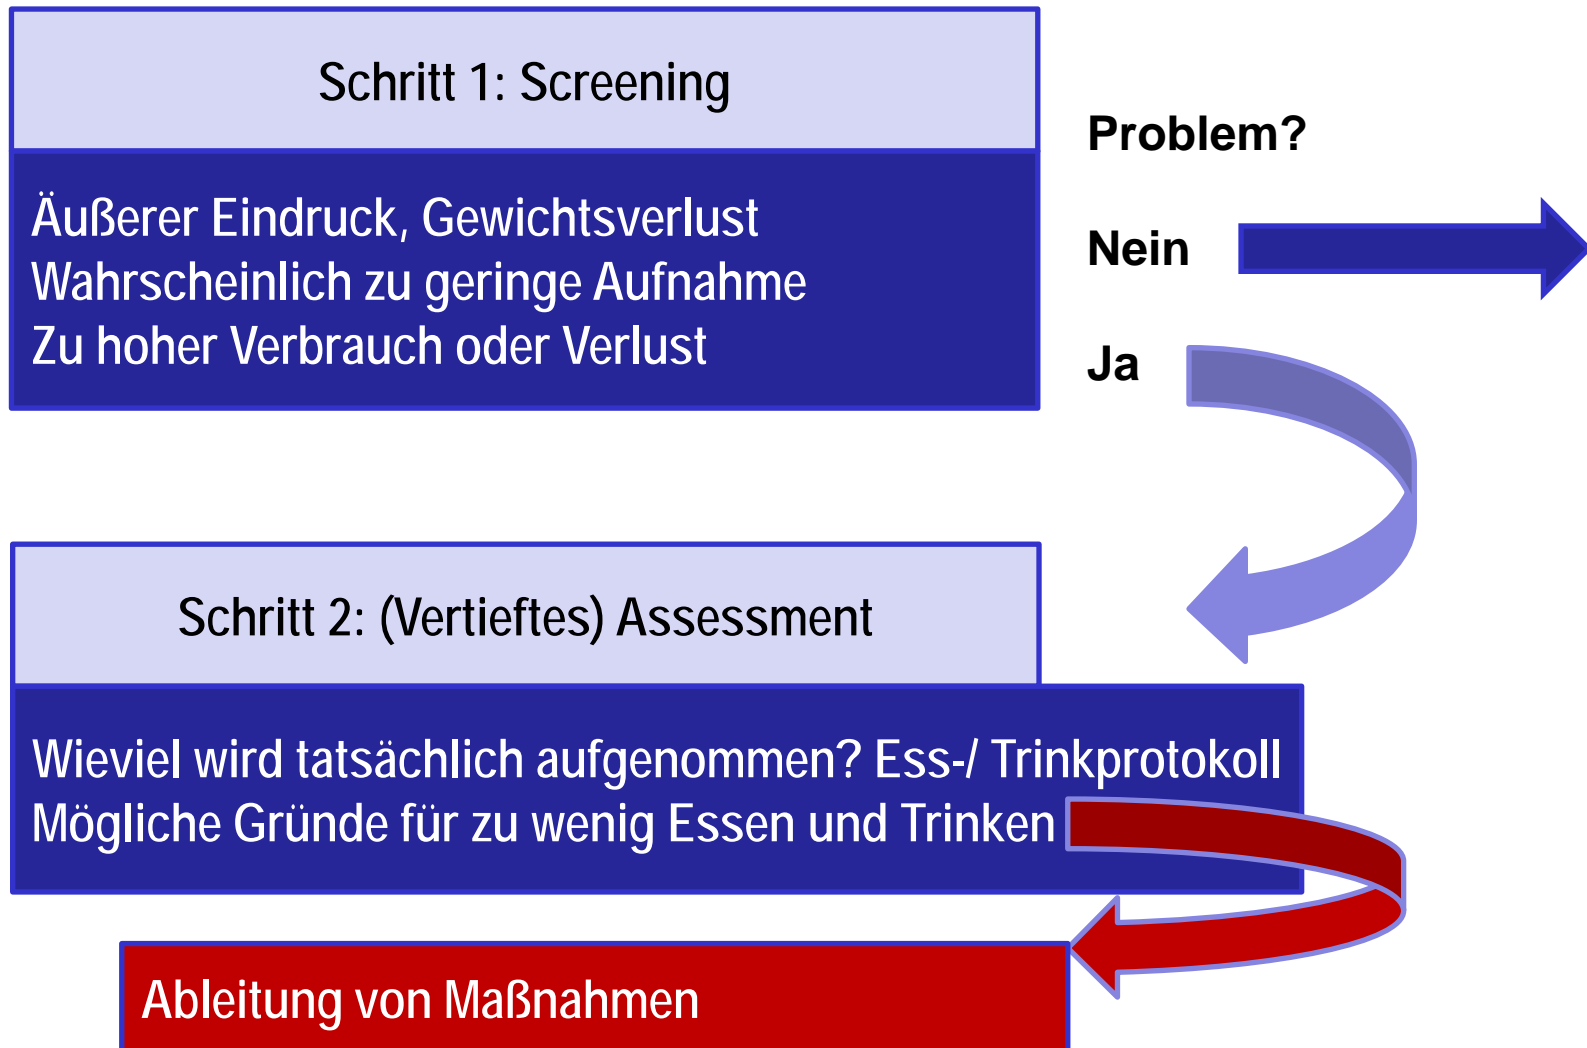 Schritt 1: Screening
Äußerer Eindruck, Gewichtsverlust
Wahrscheinlich zu geringe Aufnahme
Zu hoher Verbrauch oder Verlust
Problem?
Nein
Ja
Schritt 2: (Vertieftes) Assessment
Wieviel wird tatsächlich aufgenommen? Ess-/ Trinkprotokoll
Mögliche Gründe für zu wenig Essen und Trinken
Ableitung von Maßnahmen